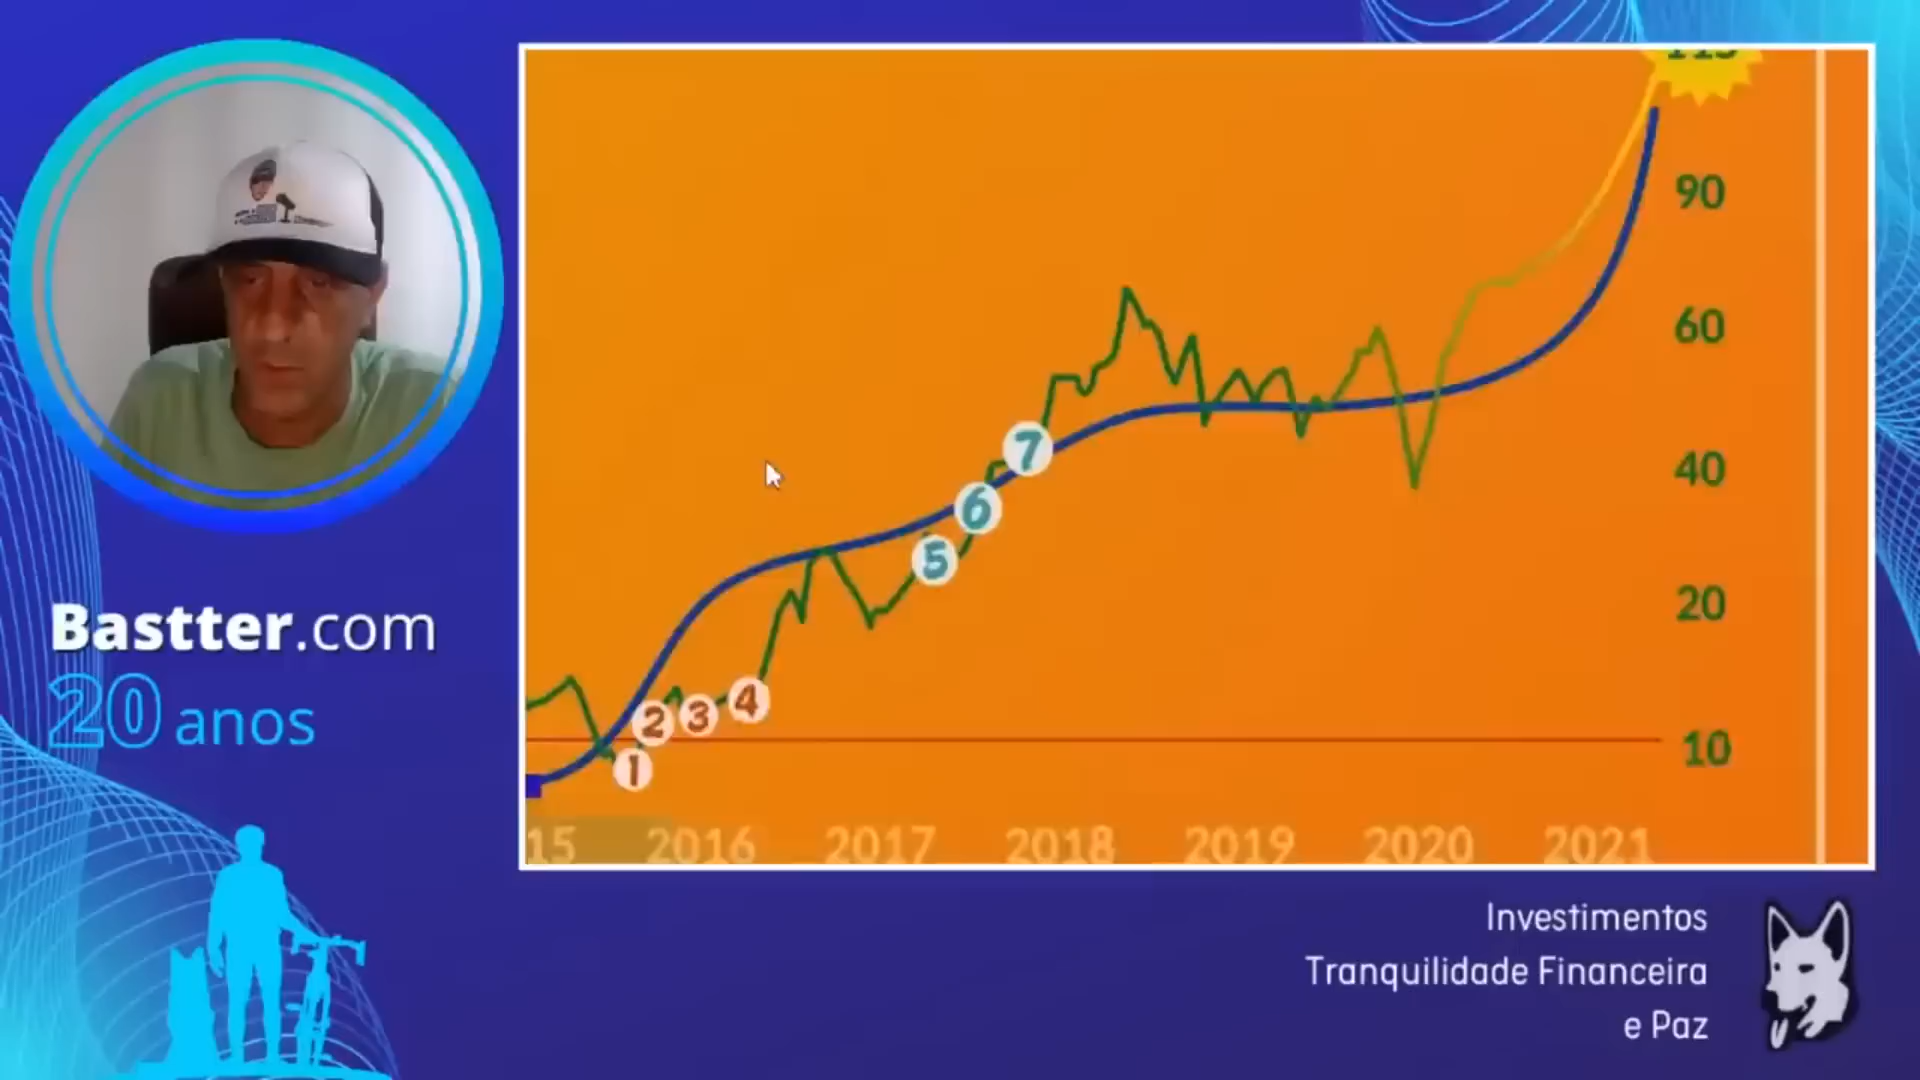 Bastter.com
20 anos
90
60
40
20
10
7
6
5
4
3
2
1
15 2016 2017 2018 2019 2020 2021
Investimentos
Tranquilidade Financeira
e Paz